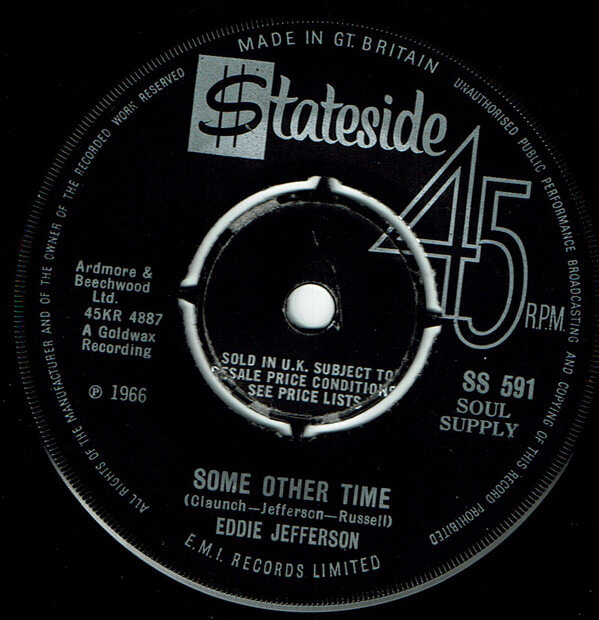 MADE IN GT. BRITAIN
$tateside
45
R.P.M.
Ardmore &
Beechwood
Ltd.
45KR 4887
A Goldwax
Recording
℗ 1966
SOLD IN U.K. SUBJECT TO
RESALE PRICE CONDITIONS
SEE PRICE LISTS
SS 591
SOUL
SUPPLY
SOME OTHER TIME
(Claunch—Jefferson—Russell)
EDDIE JEFFERSON
E.M.I. RECORDS LIMITED
ALL RIGHTS OF THE MANUFACTURER AND OF THE OWNER OF THE RECORDED WORK RESERVED
UNAUTHORISED PUBLIC PERFORMANCE BROADCASTING AND COPYING OF THIS RECORD PROHIBITED